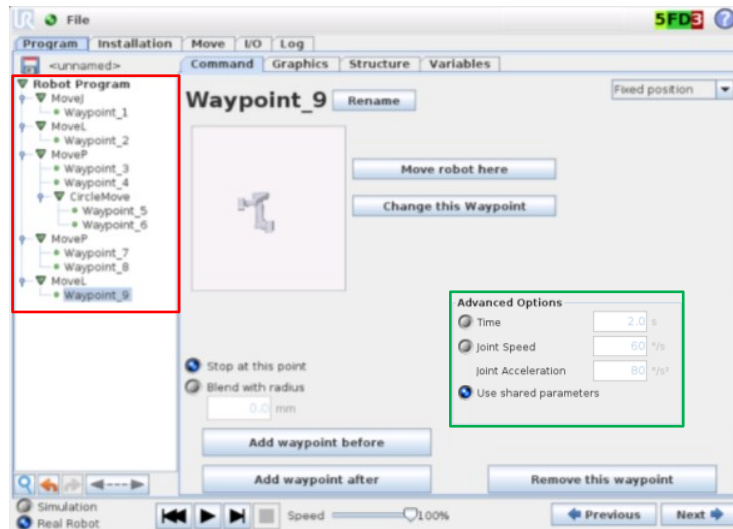 UR File 5FD3 ?
Program Installation Move I/O Log
<unnamed> Command Graphics Structure Variables
Robot Program
MoveJ
Waypoint_1
MoveL
Waypoint_2
MoveP
Waypoint_3
Waypoint_4
CircleMove
Waypoint_5
Waypoint_6
MoveP
Waypoint_7
Waypoint_8
MoveL
Waypoint_9
Waypoint_9 Rename Fixed position
Move robot here
Change this Waypoint
Advanced Options
Time 2.0 s
Joint Speed 60 °/s
Joint Acceleration 80 °/s²
Use shared parameters
Stop at this point
Blend with radius
0.0 mm
Add waypoint before
Add waypoint after Remove this waypoint
Simulation
Real Robot
Speed 100% Previous Next